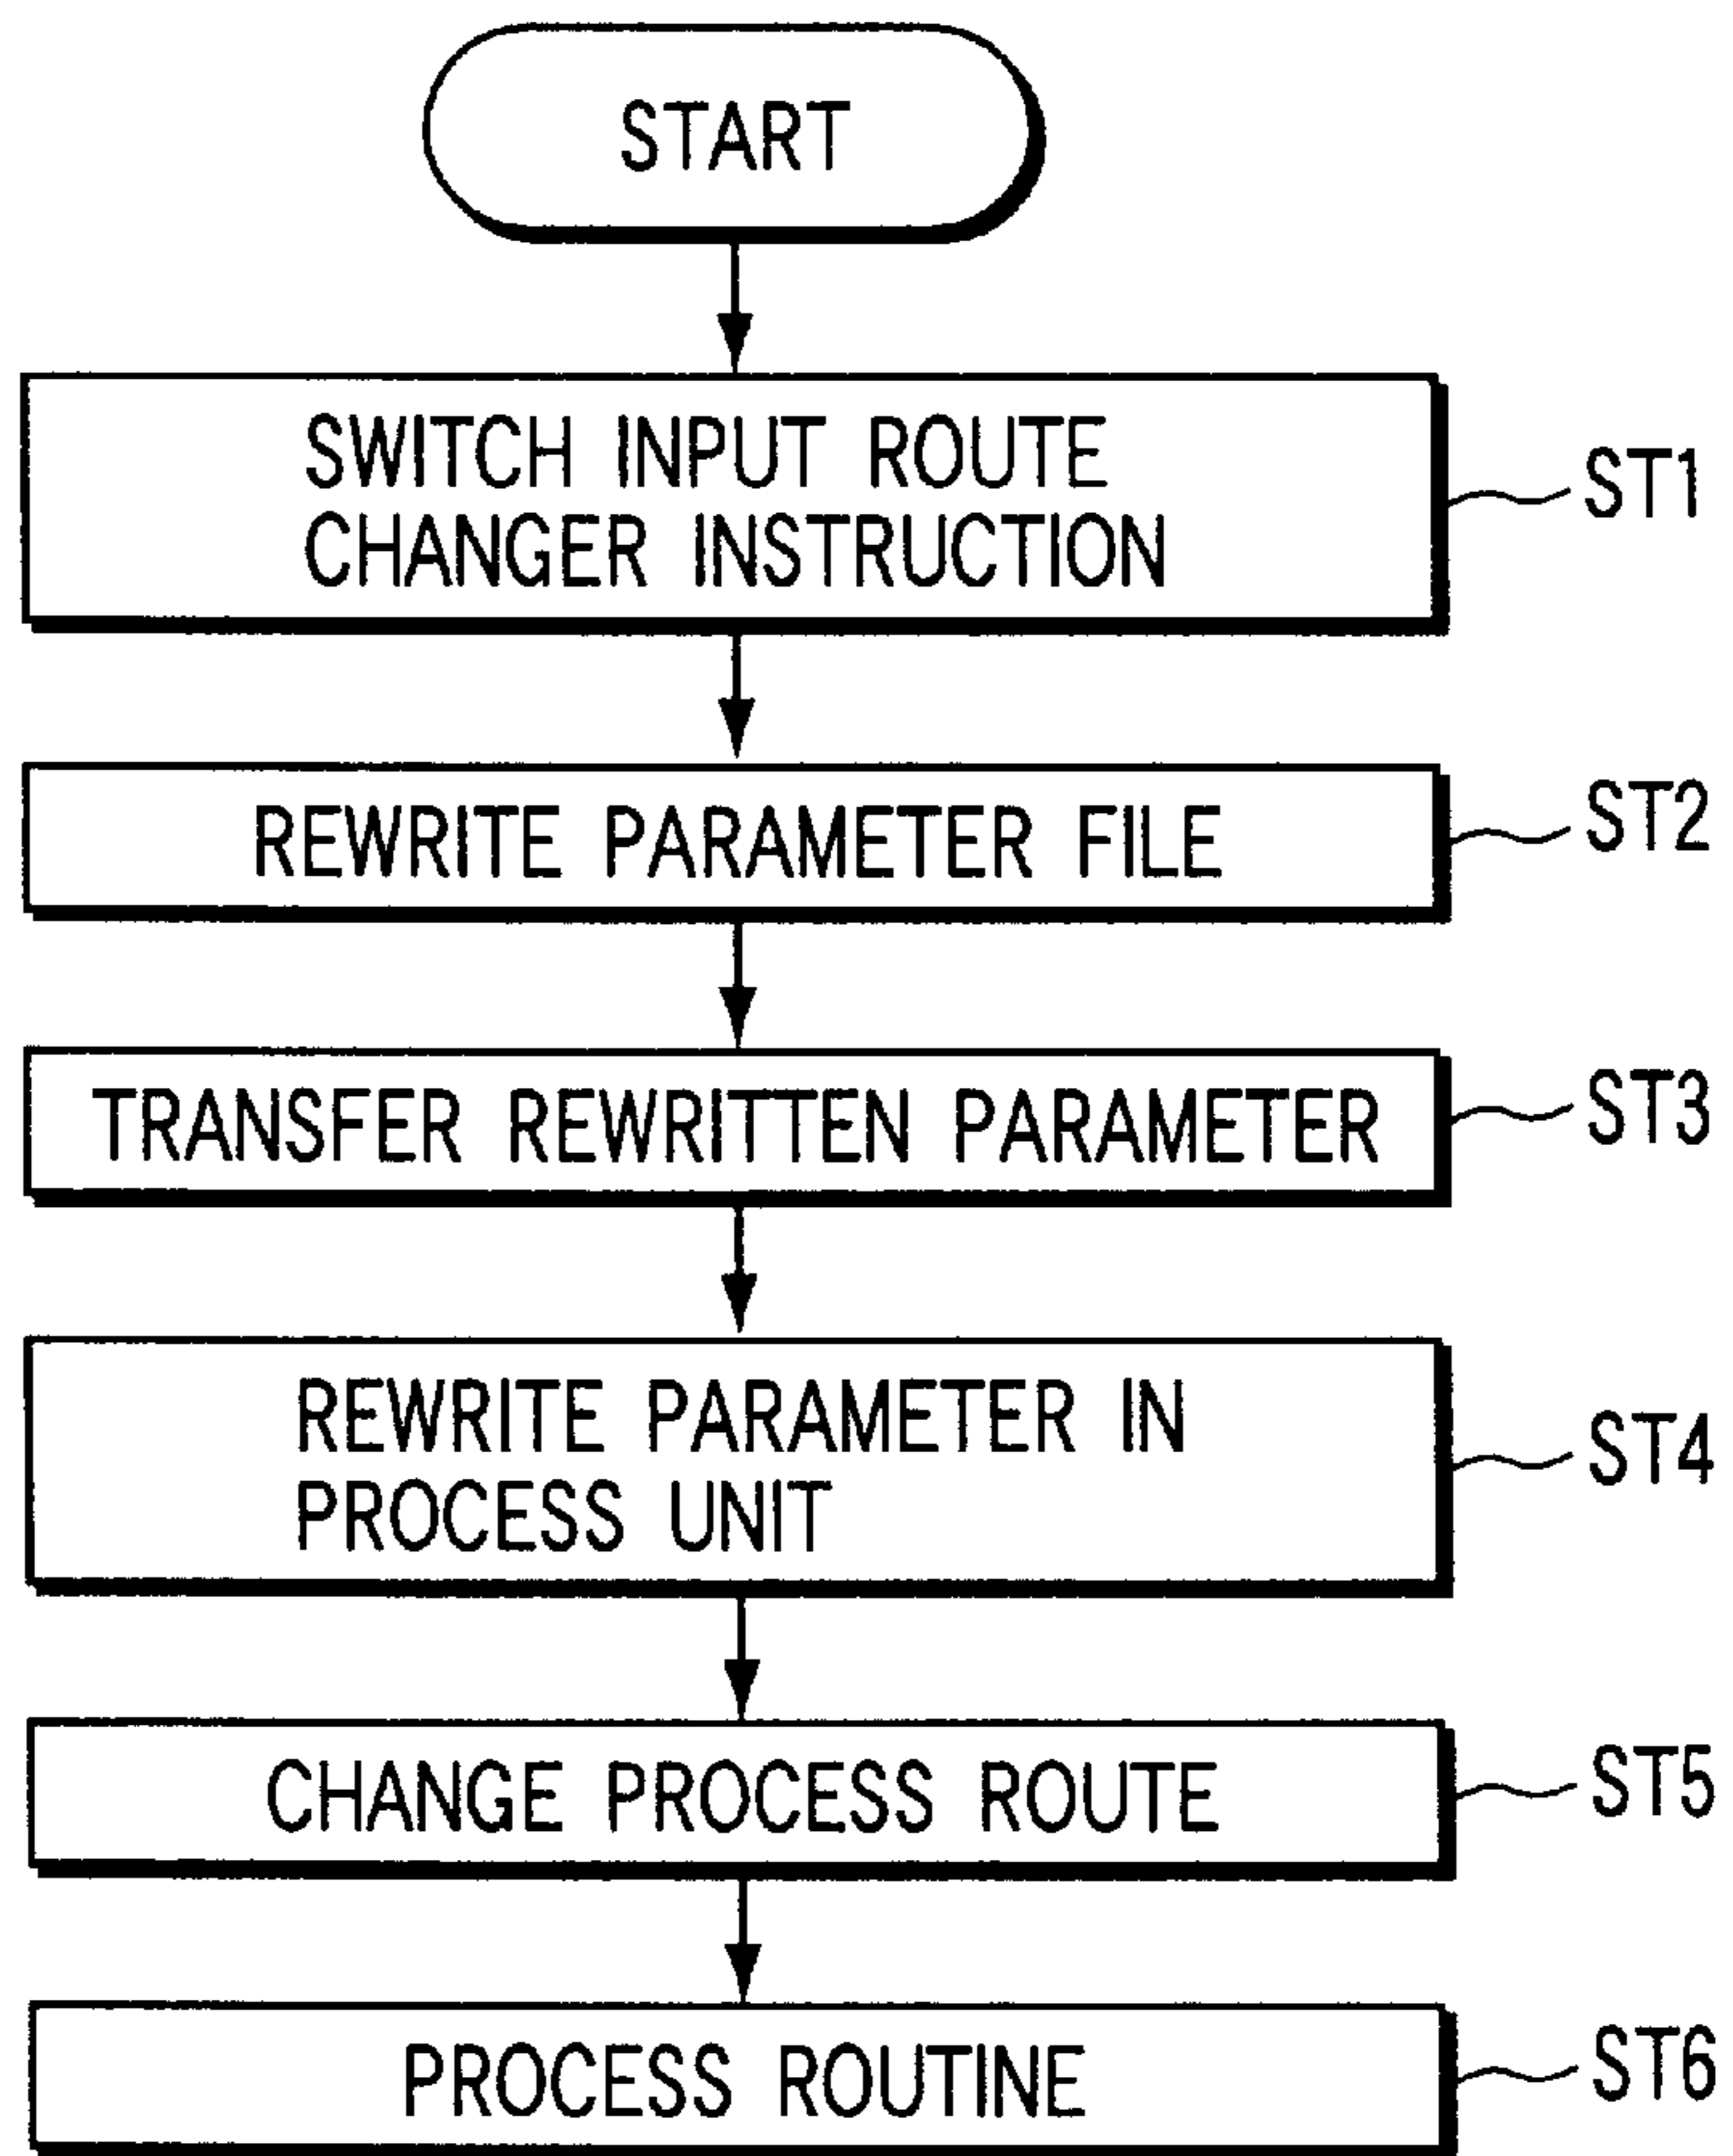 START
SWITCH INPUT ROUTE
CHANGER INSTRUCTION
ST1
REWRITE PARAMETER FILE
ST2
TRANSFER REWRITTEN PARAMETER
ST3
REWRITE PARAMETER IN
PROCESS UNIT
ST4
CHANGE PROCESS ROUTE
ST5
PROCESS ROUTINE
ST6